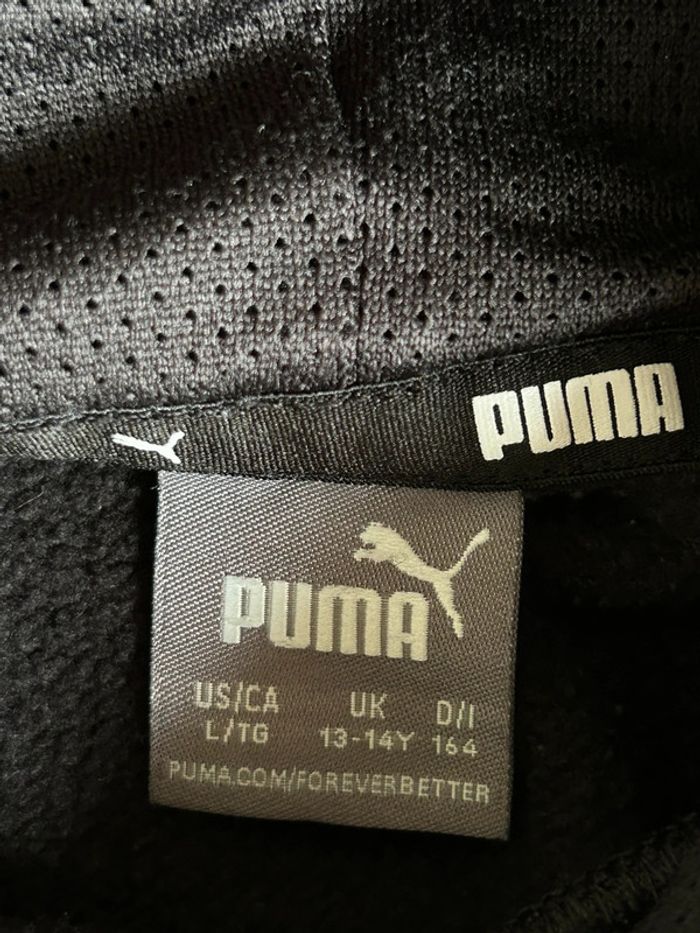 PUMA
PUMA
US/CA UK D/I
L/TG 13-14Y 164
PUMA.COM/FOREVERBETTER